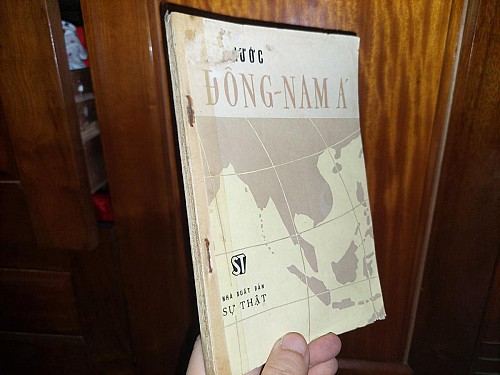 ĐÔNG-NAM Á
ST
NHÀ XUẤT BẢN
SỰ THẬT